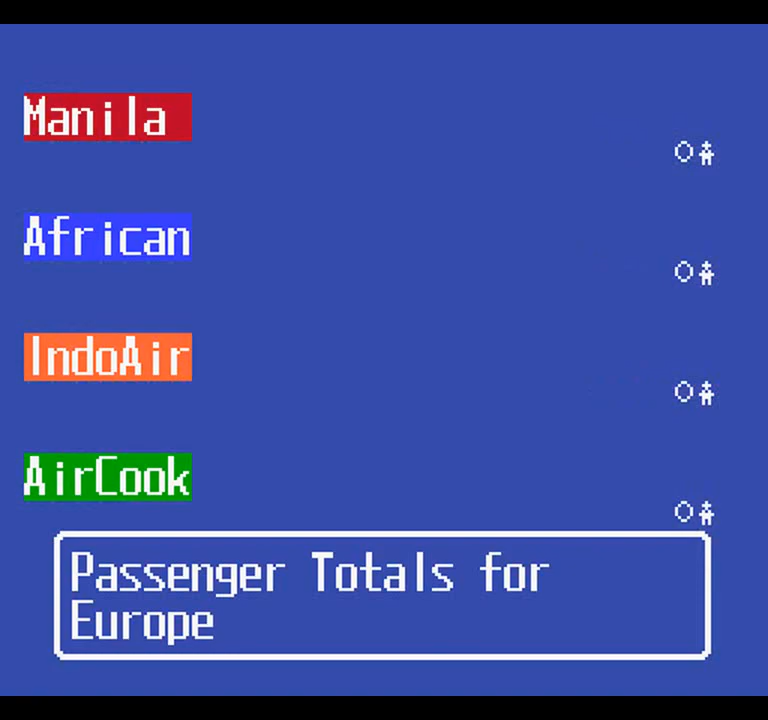 Manila
0
African
0
IndoAir
0
AirCook
0
Passenger Totals for
Europe